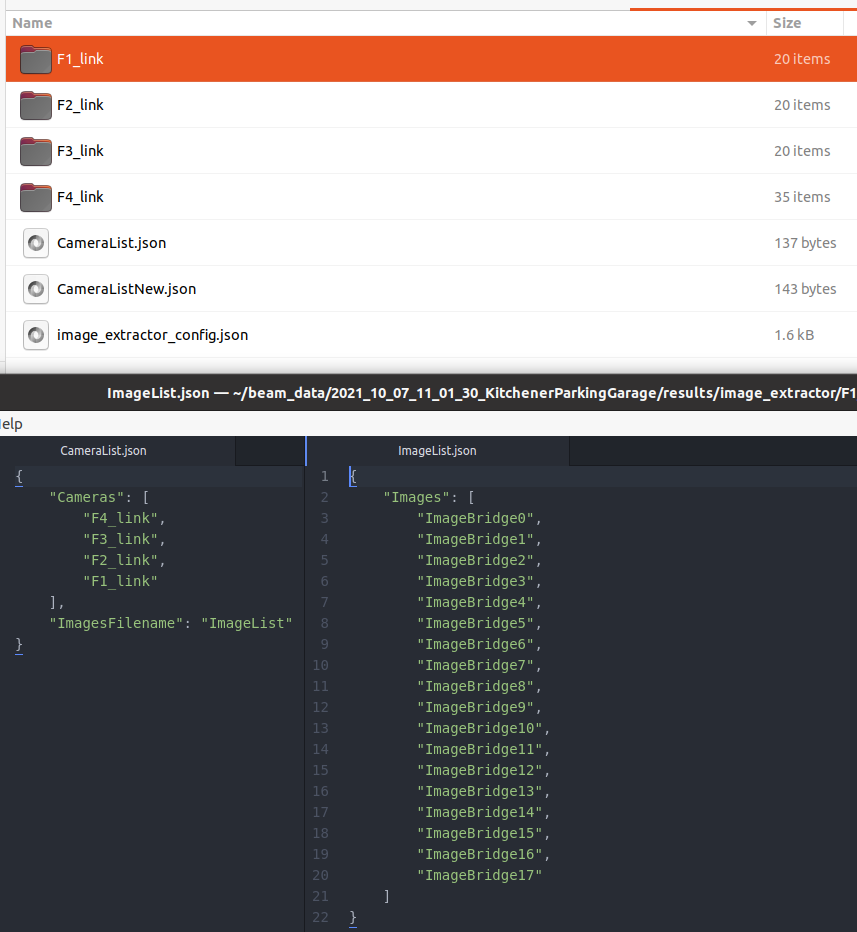 Name Size
F1_link 20 items
F2_link 20 items
F3_link 20 items
F4_link 35 items
CameraList.json 137 bytes
CameraListNew.json 143 bytes
image_extractor_config.json 1.6 kB
ImageList.json — ~/beam_data/2021_10_07_11_01_30_KitchenerParkingGarage/results/image_extractor/F1
elp
CameraList.json
{
"Cameras": [
"F4_link",
"F3_link",
"F2_link",
"F1_link"
],
"ImagesFilename": "ImageList"
}
ImageList.json
1 {
2 "Images": [
3 "ImageBridge0",
4 "ImageBridge1",
5 "ImageBridge2",
6 "ImageBridge3",
7 "ImageBridge4",
8 "ImageBridge5",
9 "ImageBridge6",
10 "ImageBridge7",
11 "ImageBridge8",
12 "ImageBridge9",
13 "ImageBridge10",
14 "ImageBridge11",
15 "ImageBridge12",
16 "ImageBridge13",
17 "ImageBridge14",
18 "ImageBridge15",
19 "ImageBridge16",
20 "ImageBridge17"
21 ]
22 }